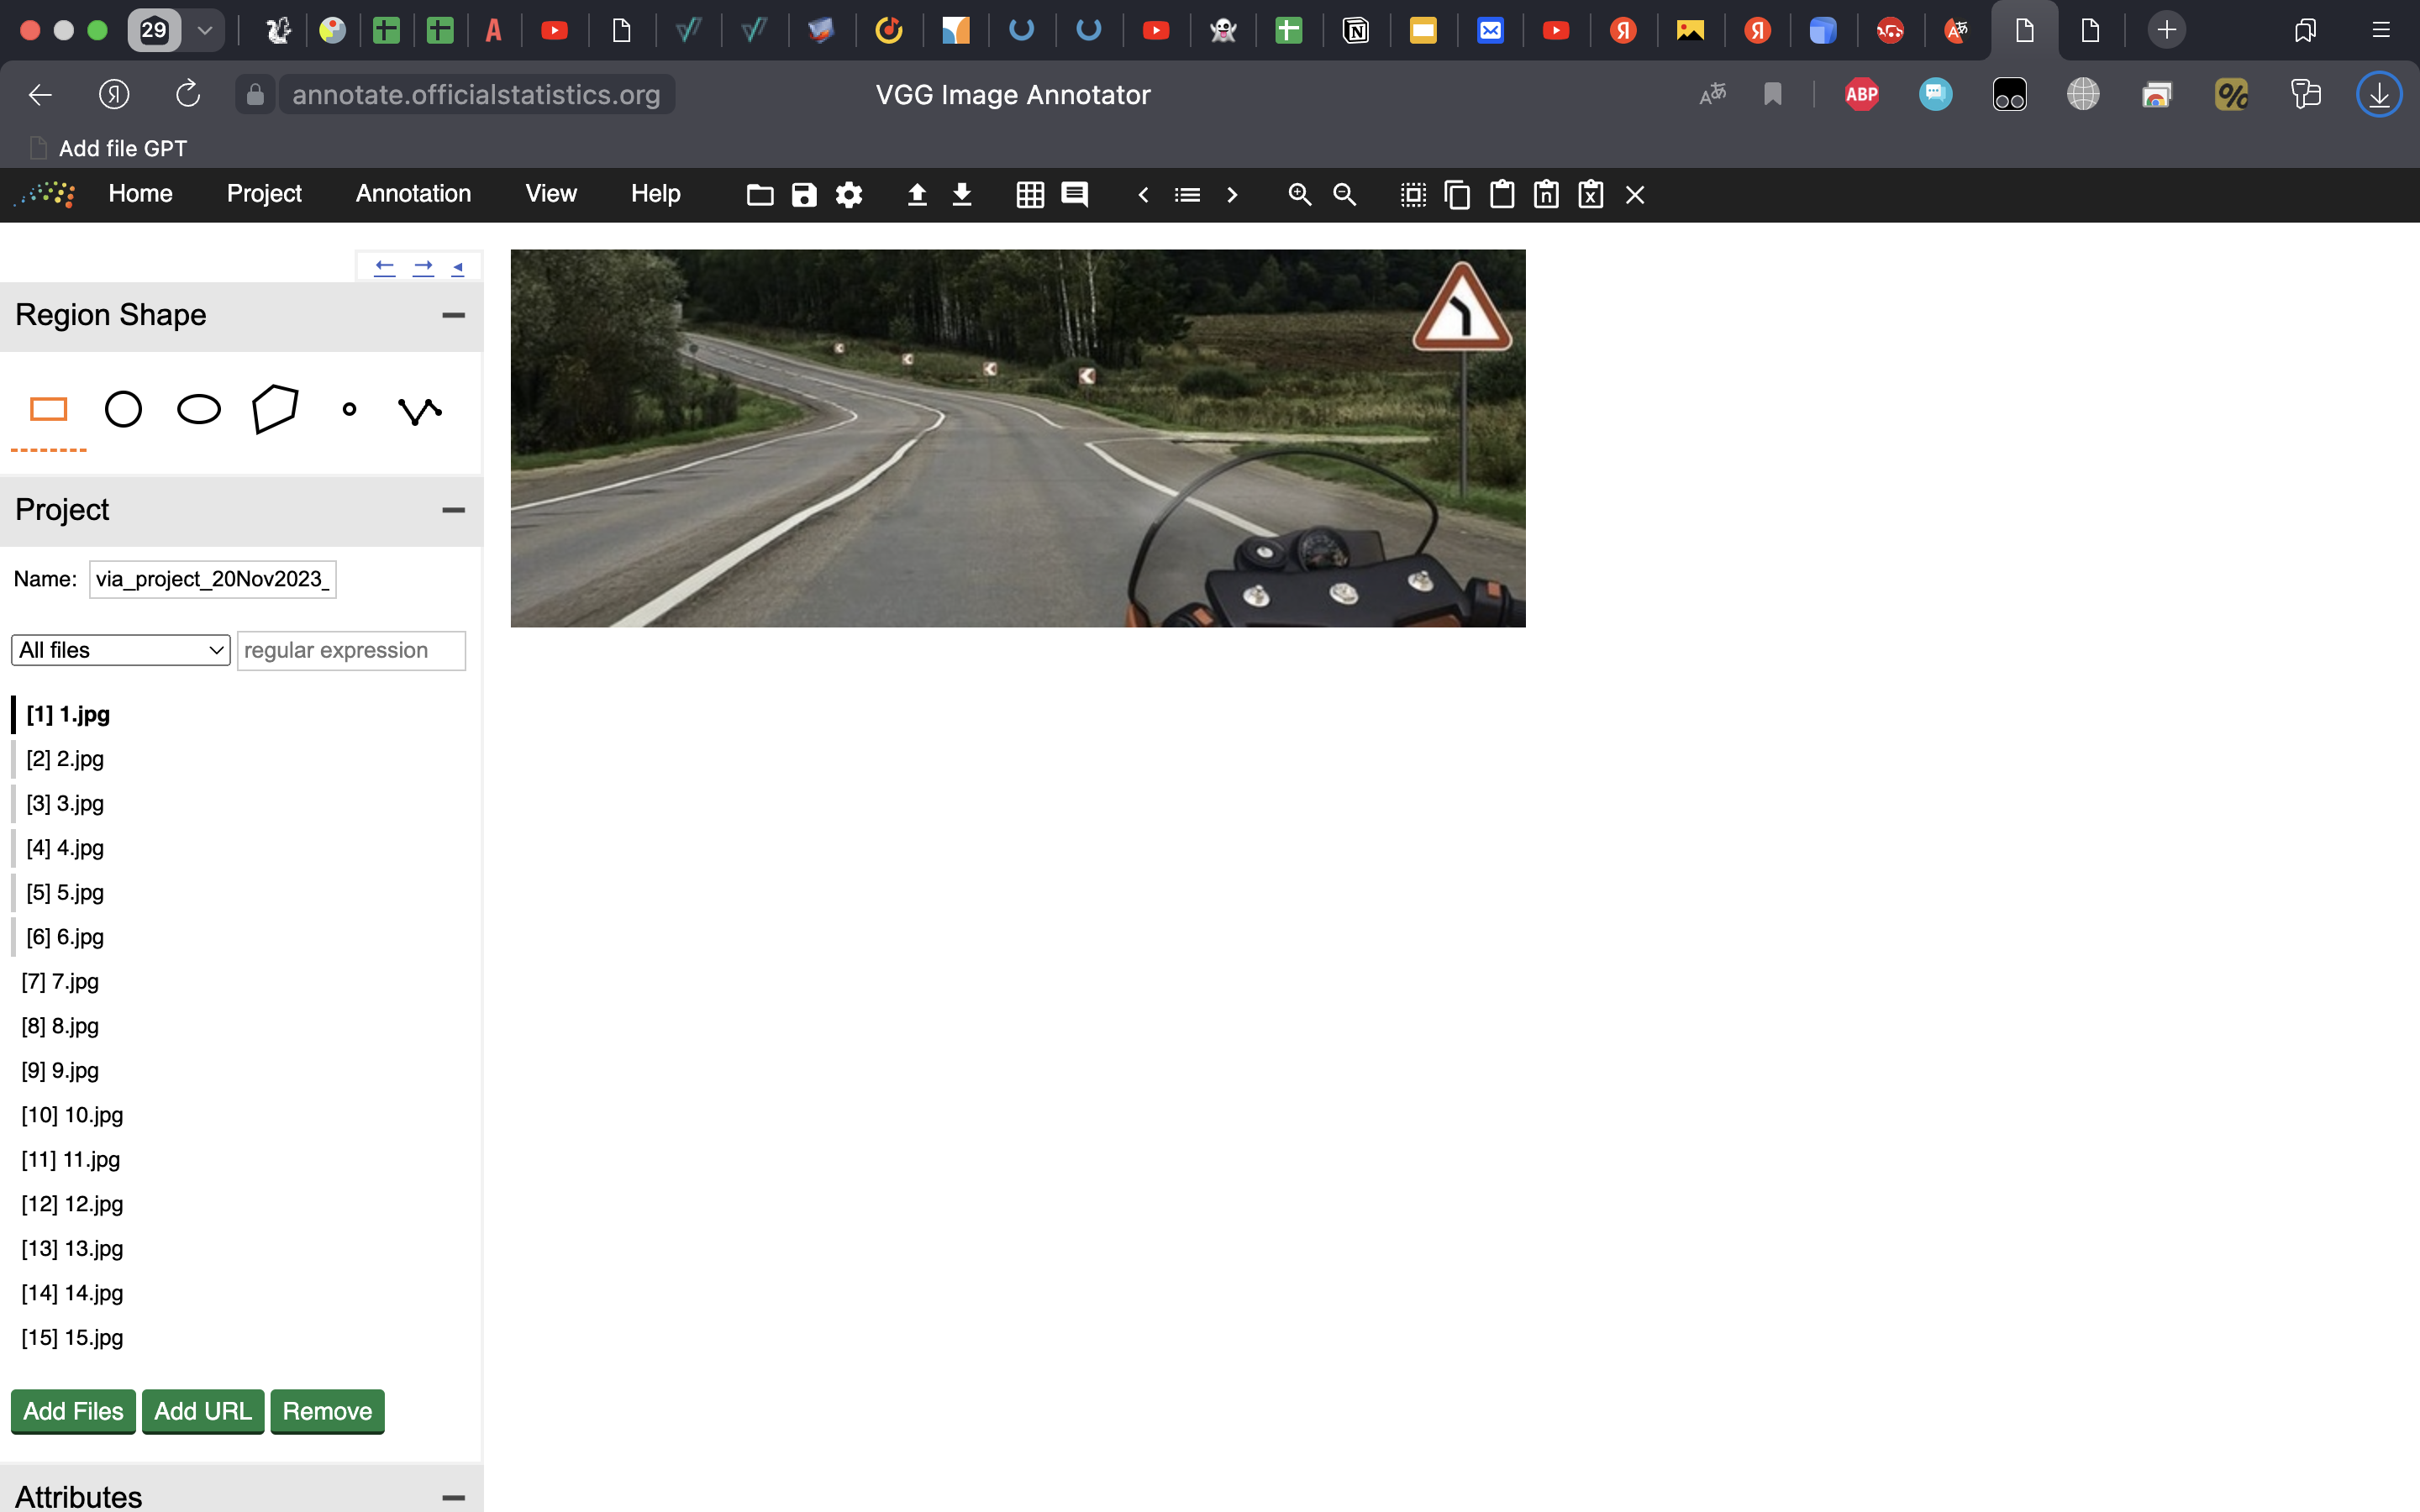 29
annotate.officialstatistics.org
VGG Image Annotator
ABP
Add file GPT
Home Project Annotation View Help
Region Shape
Project
Name: via_project_20Nov2023_
All files regular expression
[1] 1.jpg
[2] 2.jpg
[3] 3.jpg
[4] 4.jpg
[5] 5.jpg
[6] 6.jpg
[7] 7.jpg
[8] 8.jpg
[9] 9.jpg
[10] 10.jpg
[11] 11.jpg
[12] 12.jpg
[13] 13.jpg
[14] 14.jpg
[15] 15.jpg
Add Files Add URL Remove
Attributes